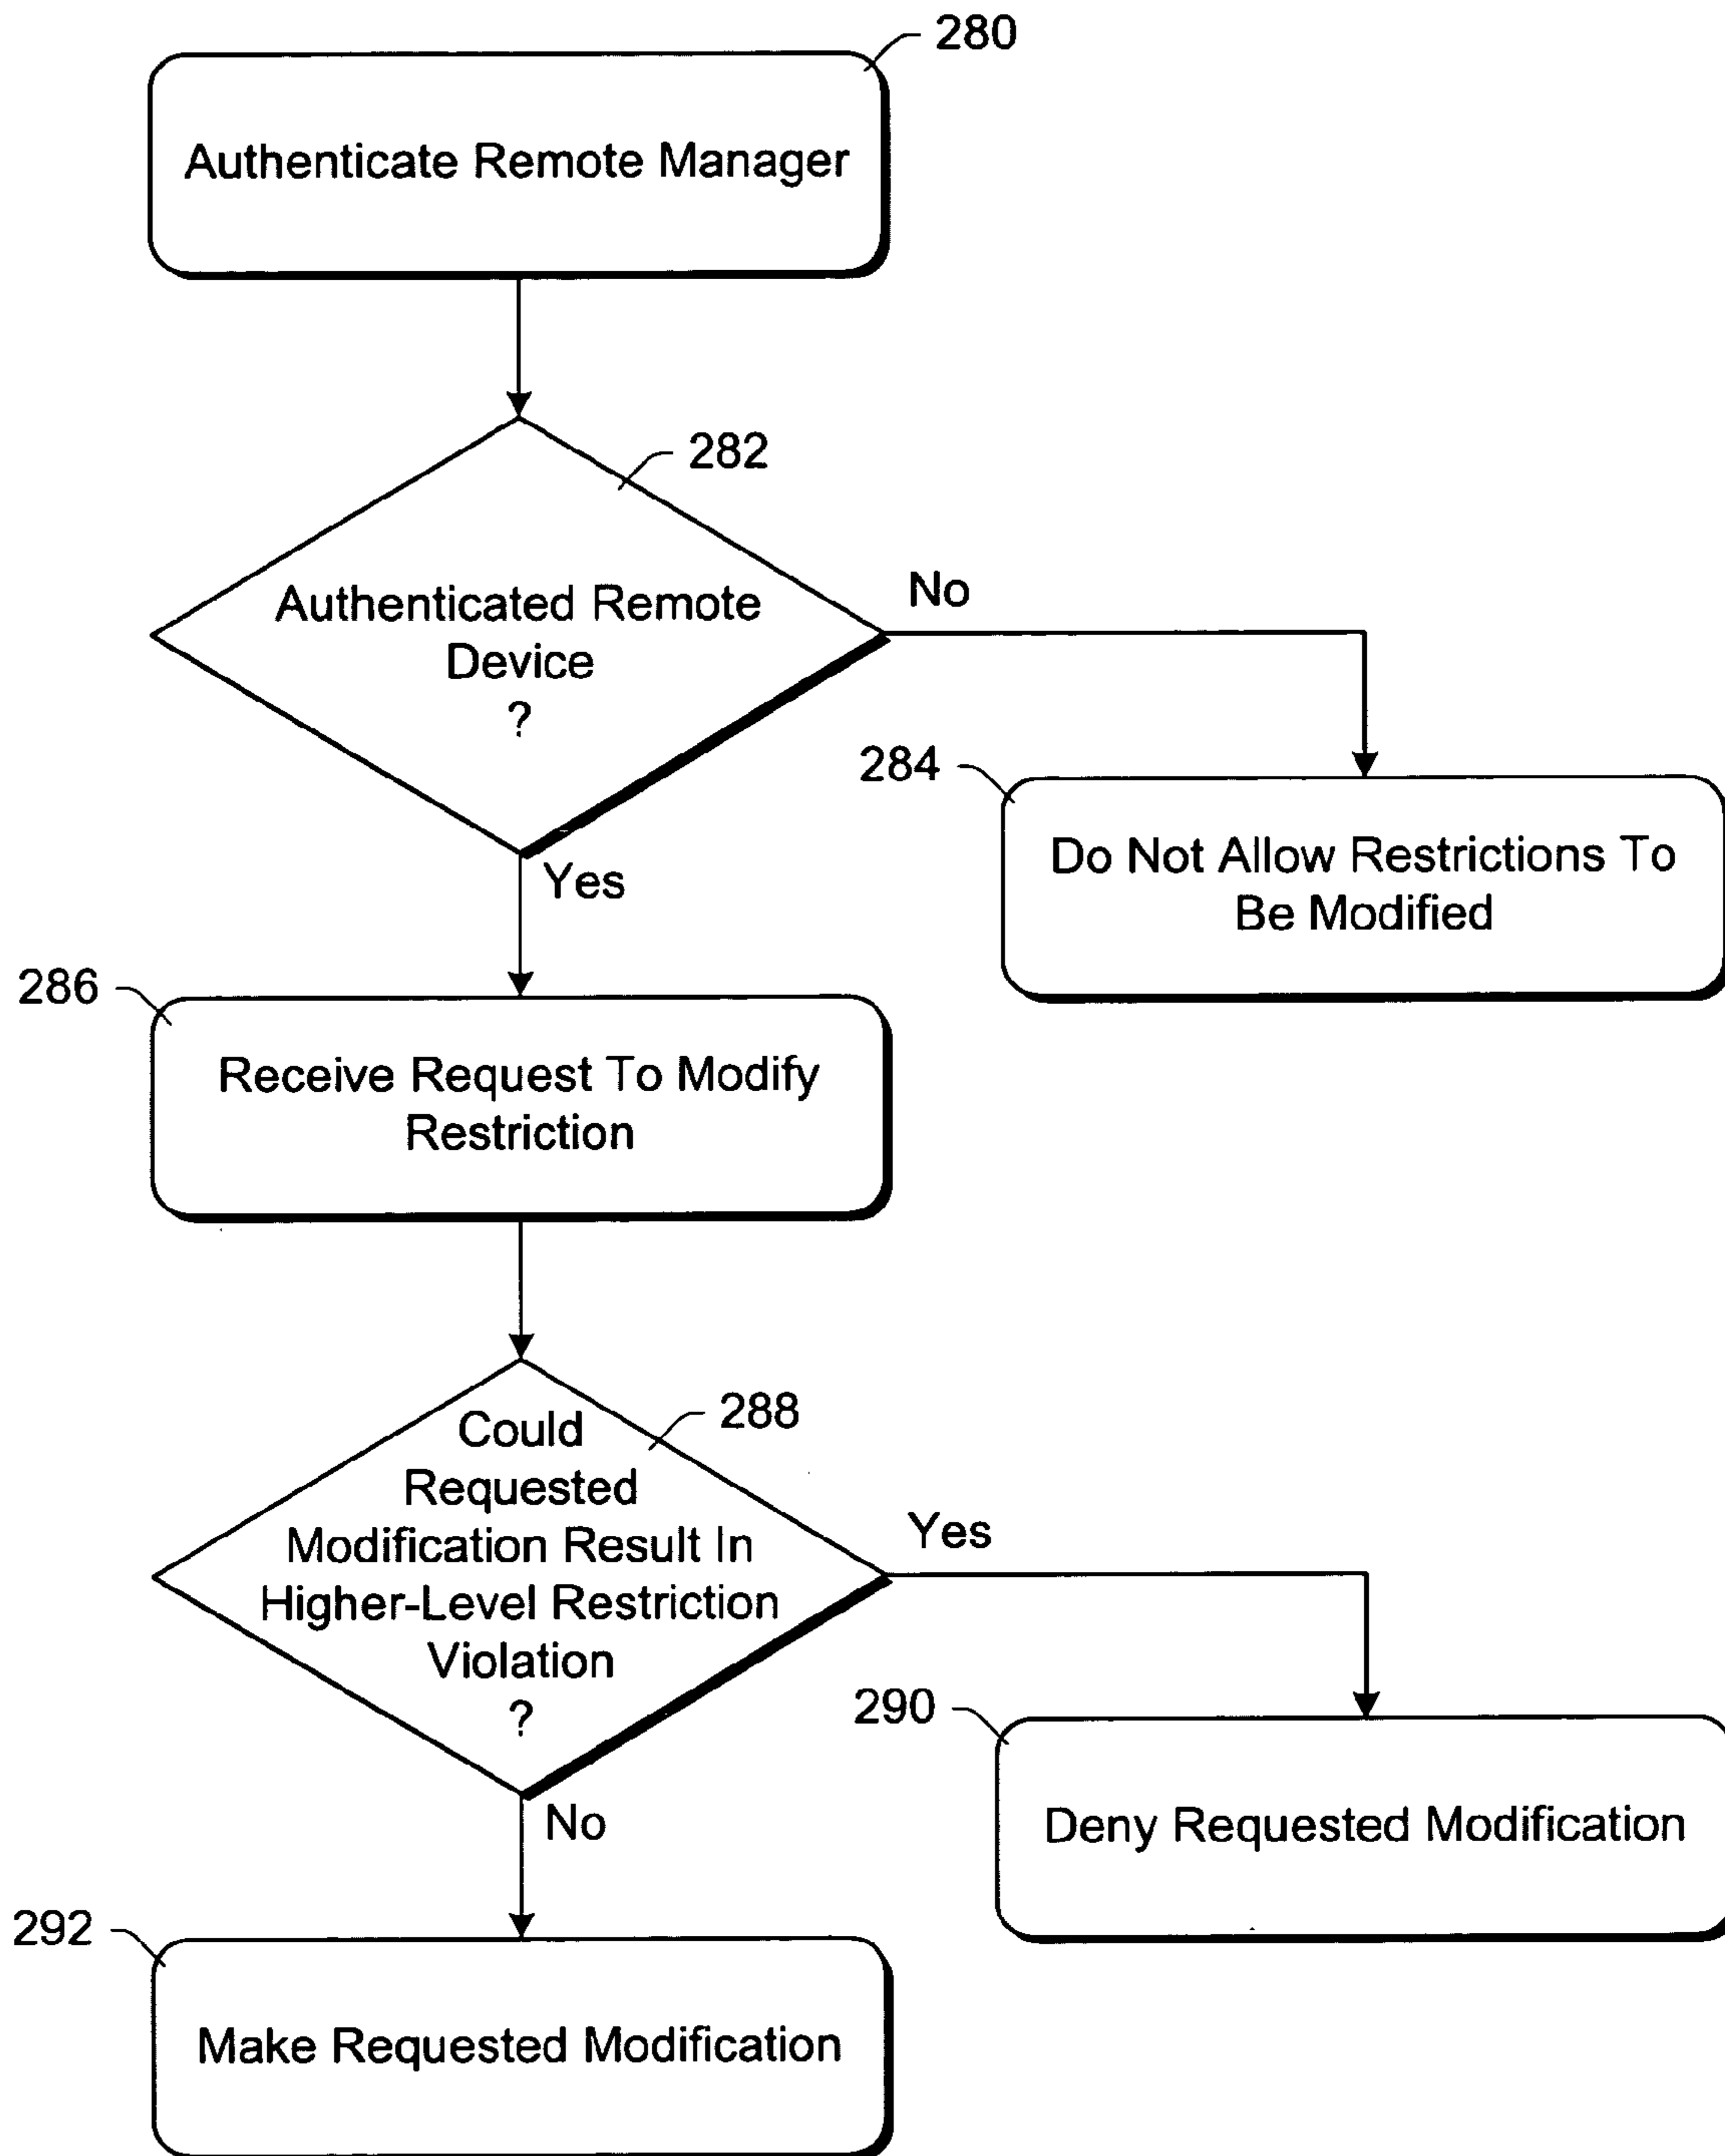 280
Authenticate Remote Manager
282
Authenticated Remote
Device
?
No
Yes
284
Do Not Allow Restrictions To
Be Modified
286
Receive Request To Modify
Restriction
288
Could
Requested
Modification Result In
Higher-Level Restriction
Violation
?
Yes
No
290
Deny Requested Modification
292
Make Requested Modification